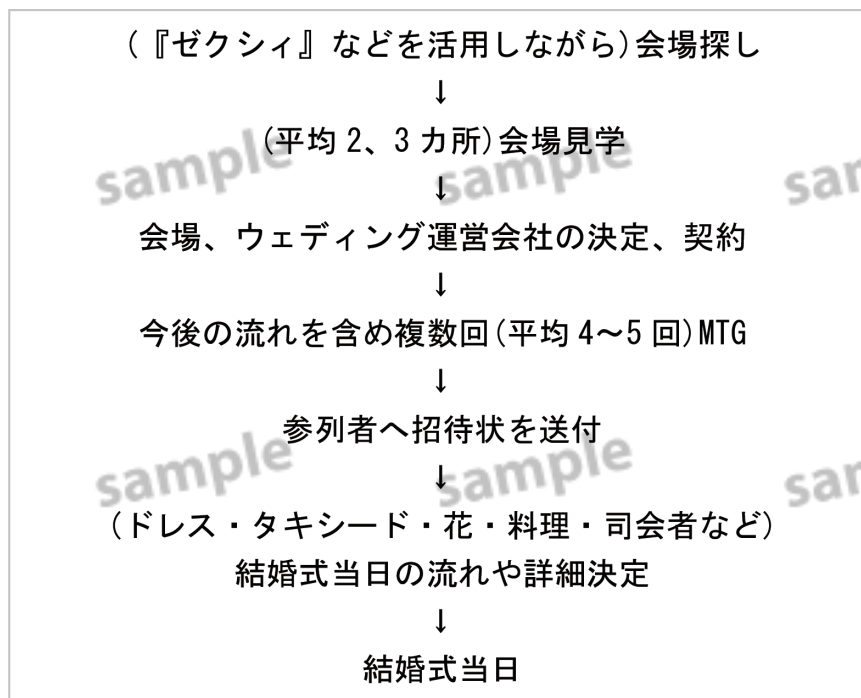 (『ゼクシィ』などを活用しながら)会場探し
↓
(平均2、3カ所)会場見学
↓
会場、ウェディング運営会社の決定、契約
↓
今後の流れを含め複数回(平均4〜5回)MTG
↓
参列者へ招待状を送付
↓
(ドレス・タキシード・花・料理・司会者など)
結婚式当日の流れや詳細決定
↓
結婚式当日
sample
sample
sam
sample
sample
sam